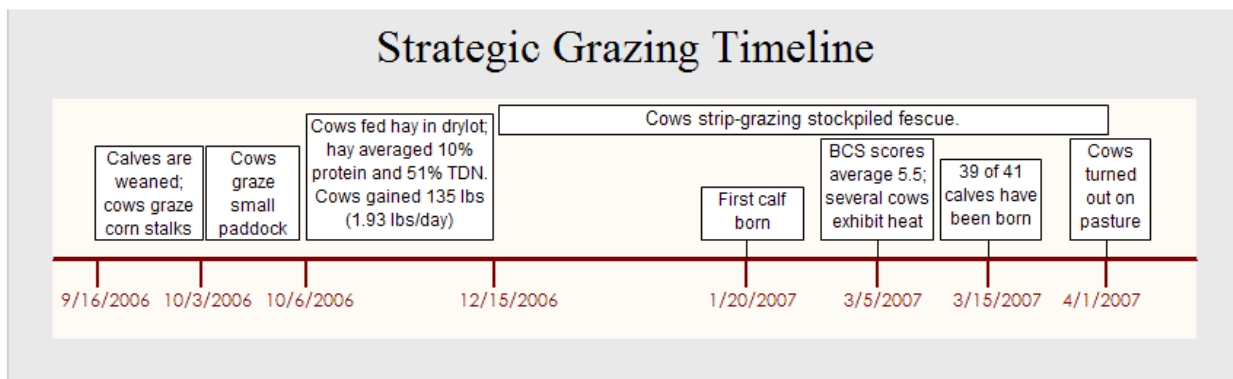 Strategic Grazing Timeline
Cows strip-grazing stockpiled fescue.
Calves are
weaned;
cows graze
corn stalks
Cows
graze
small
paddock
Cows fed hay in drylot;
hay averaged 10%
protein and 51% TDN.
Cows gained 135 lbs
(1.93 lbs/day)
First calf
born
BCS scores
average 5.5;
several cows
exhibit heat
39 of 41
calves have
been born
Cows
turned
out on
pasture
9/16/2006 10/3/2006 10/6/2006 12/15/2006 1/20/2007 3/5/2007 3/15/2007 4/1/2007